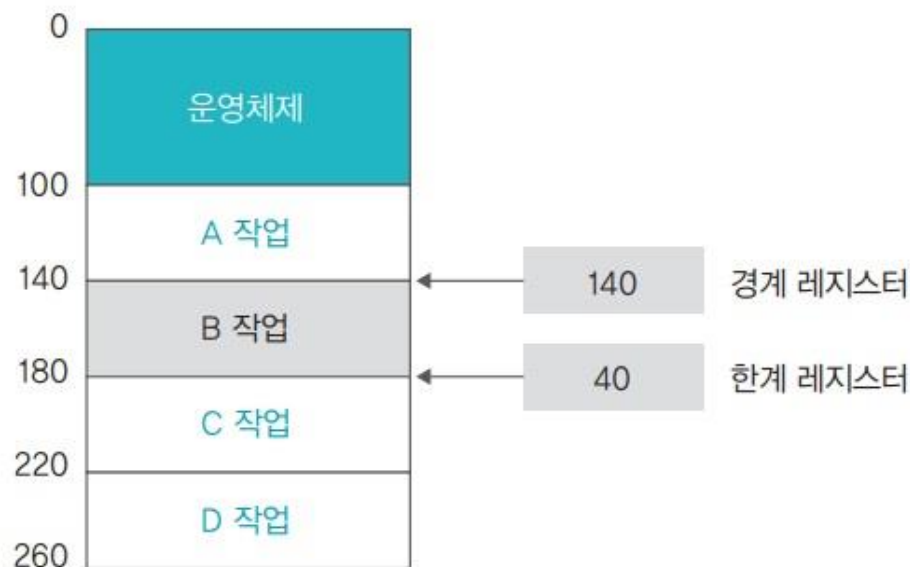 0
운영체제
100
A 작업
140
140 경계 레지스터
B 작업
180
40 한계 레지스터
C 작업
220
D 작업
260